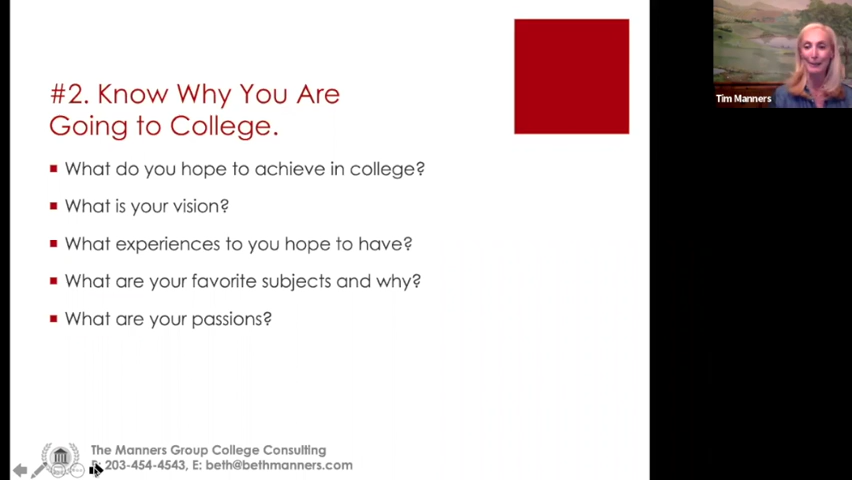 #2. Know Why You Are
Going to College.
What do you hope to achieve in college?
What is your vision?
What experiences to you hope to have?
What are your favorite subjects and why?
What are your passions?
The Manners Group College Consulting
203-454-4543, E: beth@bethmanners.com
Tim Manners